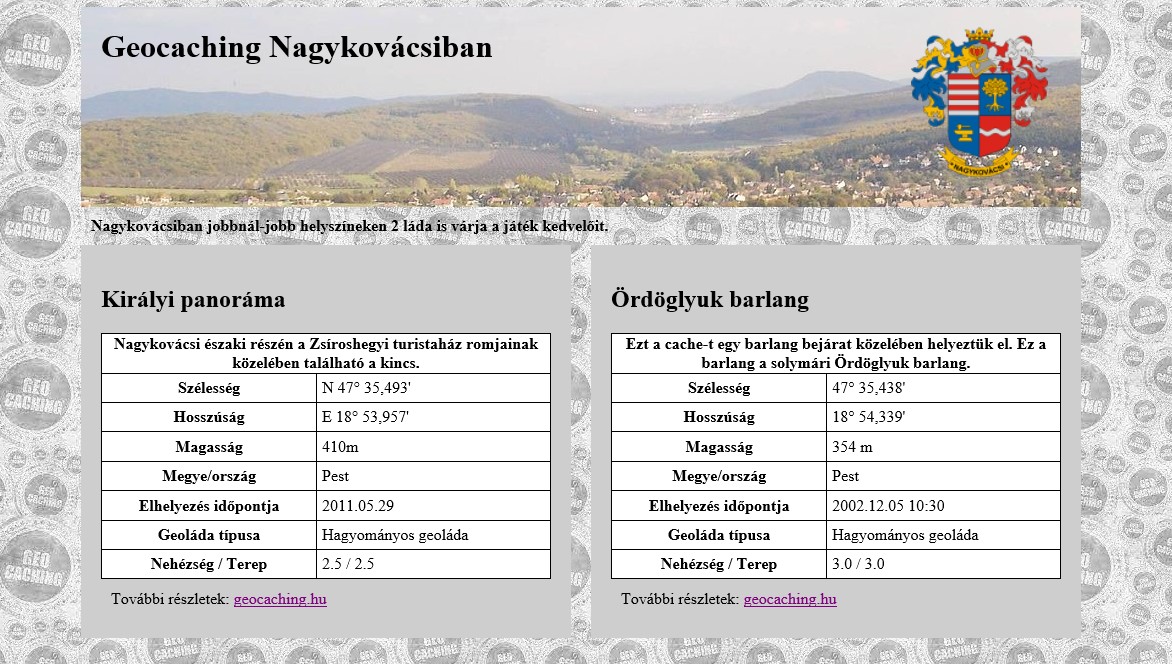 Geocaching Nagykovácsiban
NAGYKOVÁCSI
Nagykovácsiban jobbnál-jobb helyszíneken 2 láda is várja a játék kedvelőit.
Királyi panoráma
Nagykovácsi északi részén a Zsíroshegyi turistaház romjainak
közelében található a kincs.
Szélesség N 47° 35,493'
Hosszúság E 18° 53,957'
Magasság 410m
Megye/ország Pest
Elhelyezés időpontja 2011.05.29
Geoláda típusa Hagyományos geoláda
Nehézség / Terep 2.5 / 2.5
További részletek: geocaching.hu
Ördöglyuk barlang
Ezt a cache-t egy barlang bejárat közelében helyeztük el. Ez a
barlang a solymári Ördöglyuk barlang.
Szélesség 47° 35,438'
Hosszúság 18° 54,339'
Magasság 354 m
Megye/ország Pest
Elhelyezés időpontja 2002.12.05 10:30
Geoláda típusa Hagyományos geoláda
Nehézség / Terep 3.0 / 3.0
További részletek: geocaching.hu
GEO
CACHING